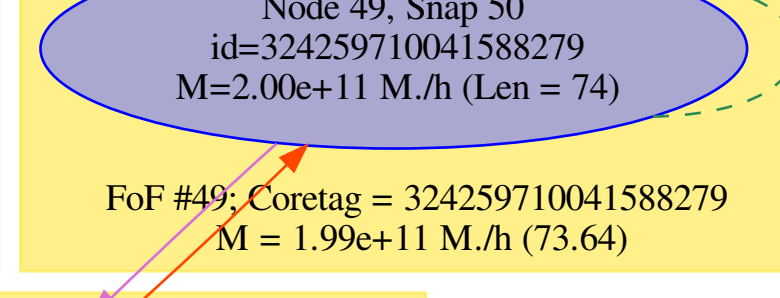 Node 49, Snap 50
id=324259710041588279
M=2.00e+11 M./h (Len = 74)
FoF #49; Coretag = 324259710041588279
M = 1.99e+11 M./h (73.64)